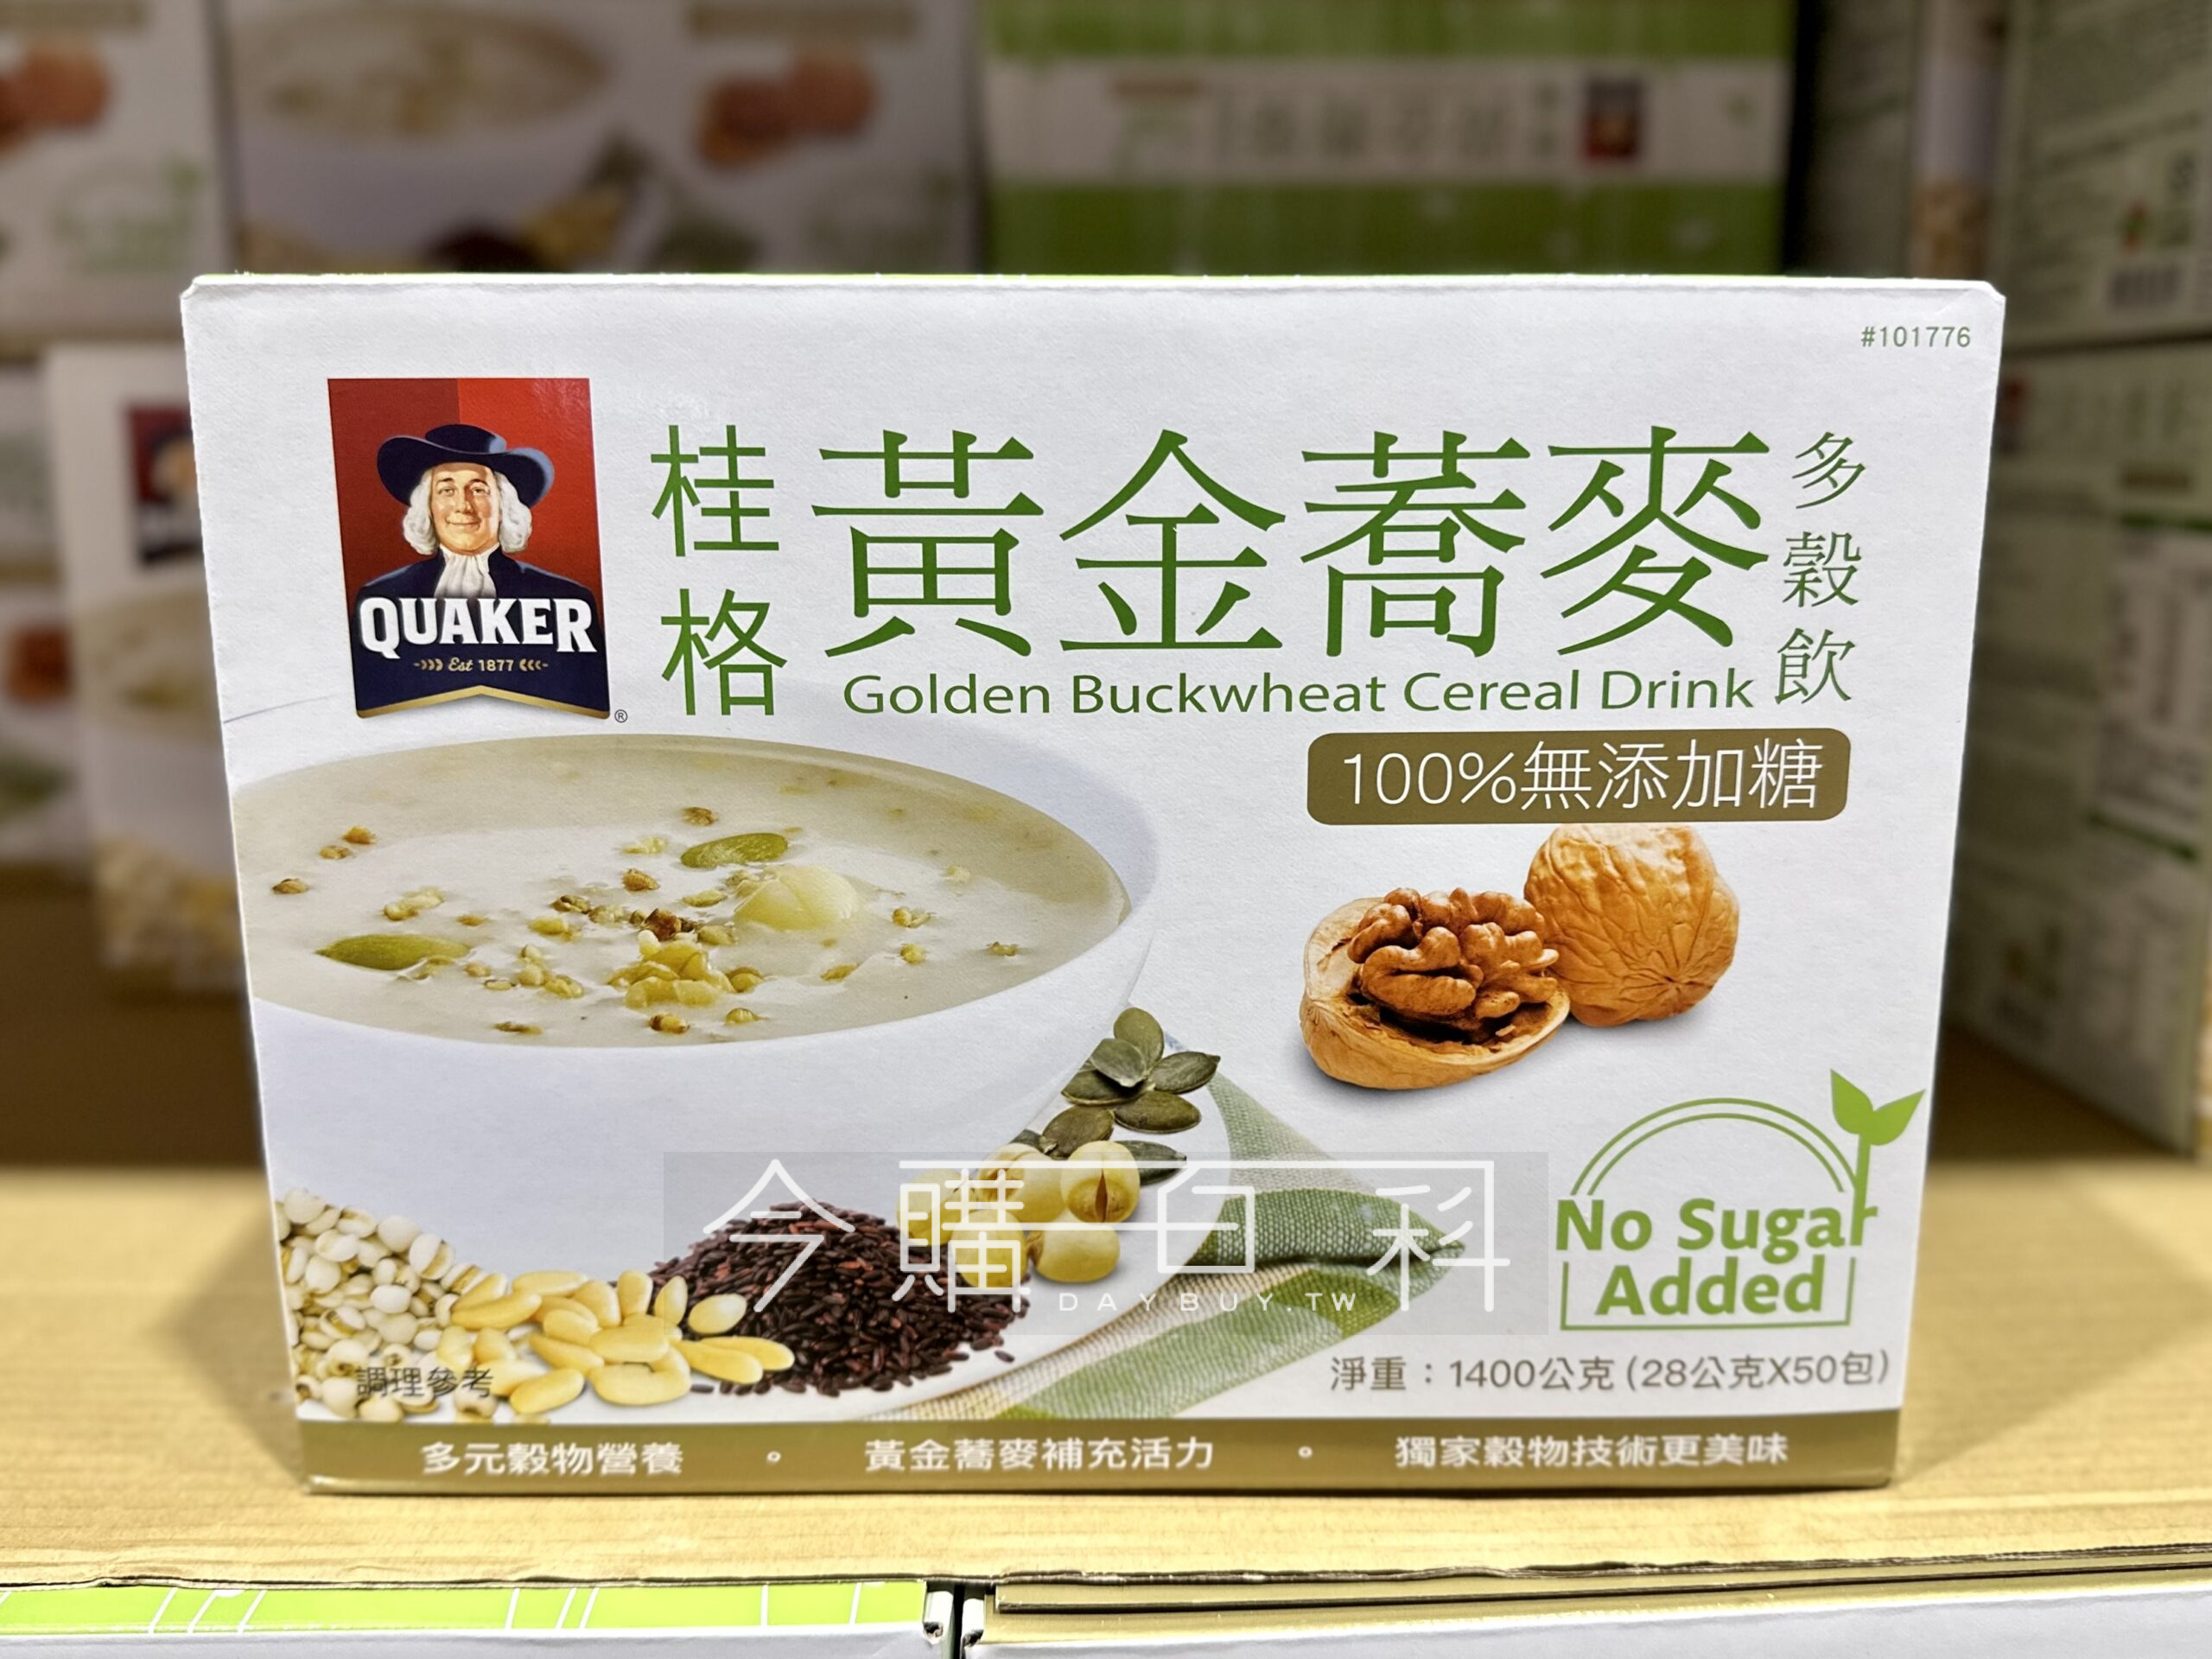 #101776
QUAKER
Est 1877
®
桂格
黃金蕎麥
多穀飲
Golden Buckwheat Cereal Drink
100%無添加糖
今購百科
DAYBUY.TW
No Sugar
Added
調理參考
淨重：1400公克(28公克X50包)
多元穀物營養 。 黃金蕎麥補充活力 。 獨家穀物技術更美味